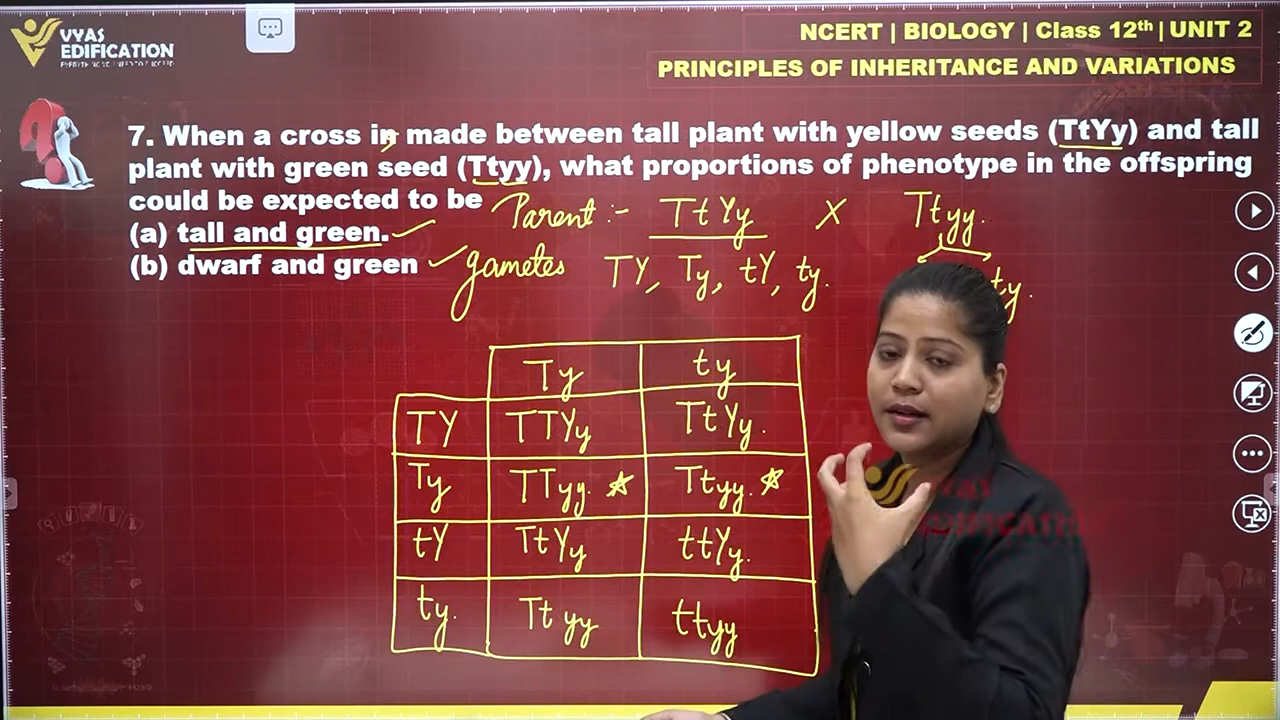 VYAS
EDIFICATION
NCERT | BIOLOGY | Class 12th | UNIT 2
PRINCIPLES OF INHERITANCE AND VARIATIONS
7. When a cross in made between tall plant with yellow seeds (TtYy) and tall
plant with green seed (Ttyy), what proportions of phenotype in the offspring
could be expected to be
Parent :- TtYy X Ttyy.
(a) tall and green.
(b) dwarf and green
gametes TY, Ty, tY, ty. ty.
Ty ty
TY TTYy TtYy.
Ty TTyy. Ttyy.
tY TtYy ttYy.
ty. Ttyy ttyy
VYAS
EDIFICATION